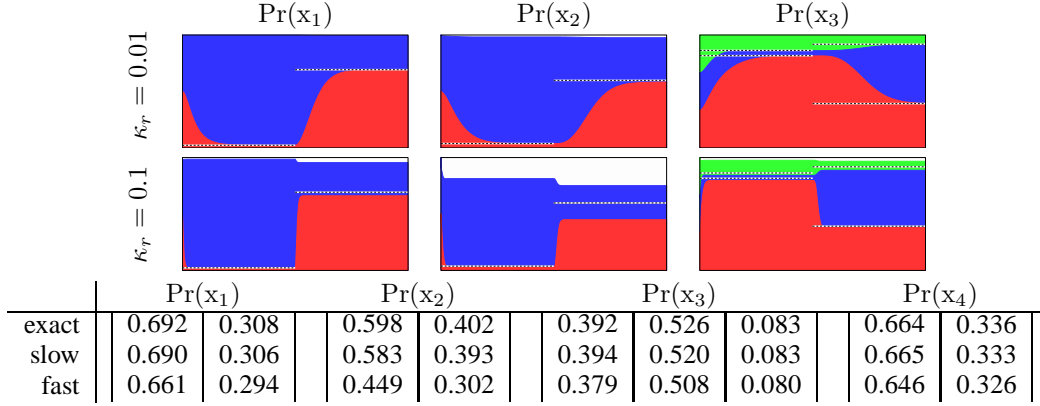 Pr(x₁) Pr(x₂) Pr(x₃)
κᵣ = 0.01
κᵣ = 0.1
Pr(x₁) Pr(x₂) Pr(x₃) Pr(x₄)
exact 0.692 0.308 0.598 0.402 0.392 0.526 0.083 0.664 0.336
slow 0.690 0.306 0.583 0.393 0.394 0.520 0.083 0.665 0.333
fast 0.661 0.294 0.449 0.302 0.379 0.508 0.080 0.646 0.326